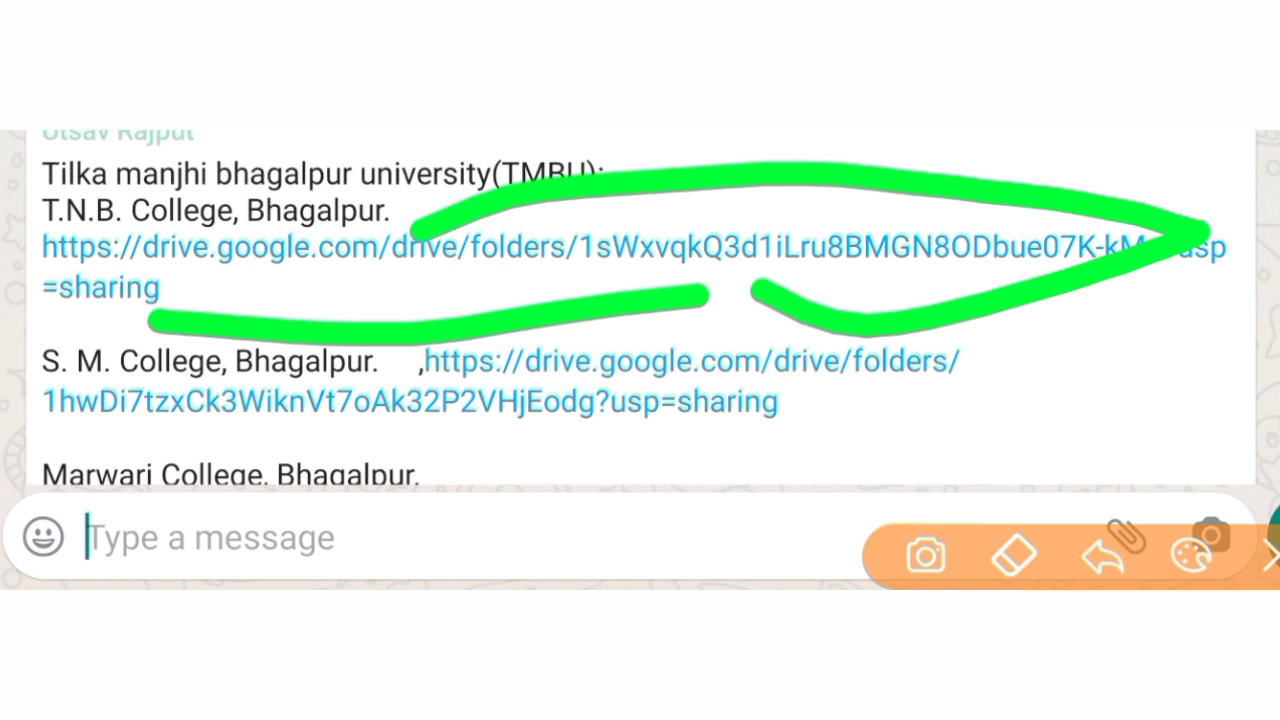 Utsav Rajput
Tilka manjhi bhagalpur university(TMBU):
T.N.B. College, Bhagalpur.
https://drive.google.com/drive/folders/1sWxvqkQ3d1iLru8BMGN8ODbue07K-kM
=sharing
S. M. College, Bhagalpur. ,https://drive.google.com/drive/folders/
1hwDi7tzxCk3WiknVt7oAk32P2VHjEodg?usp=sharing
Marwari College, Bhagalpur.
Type a message